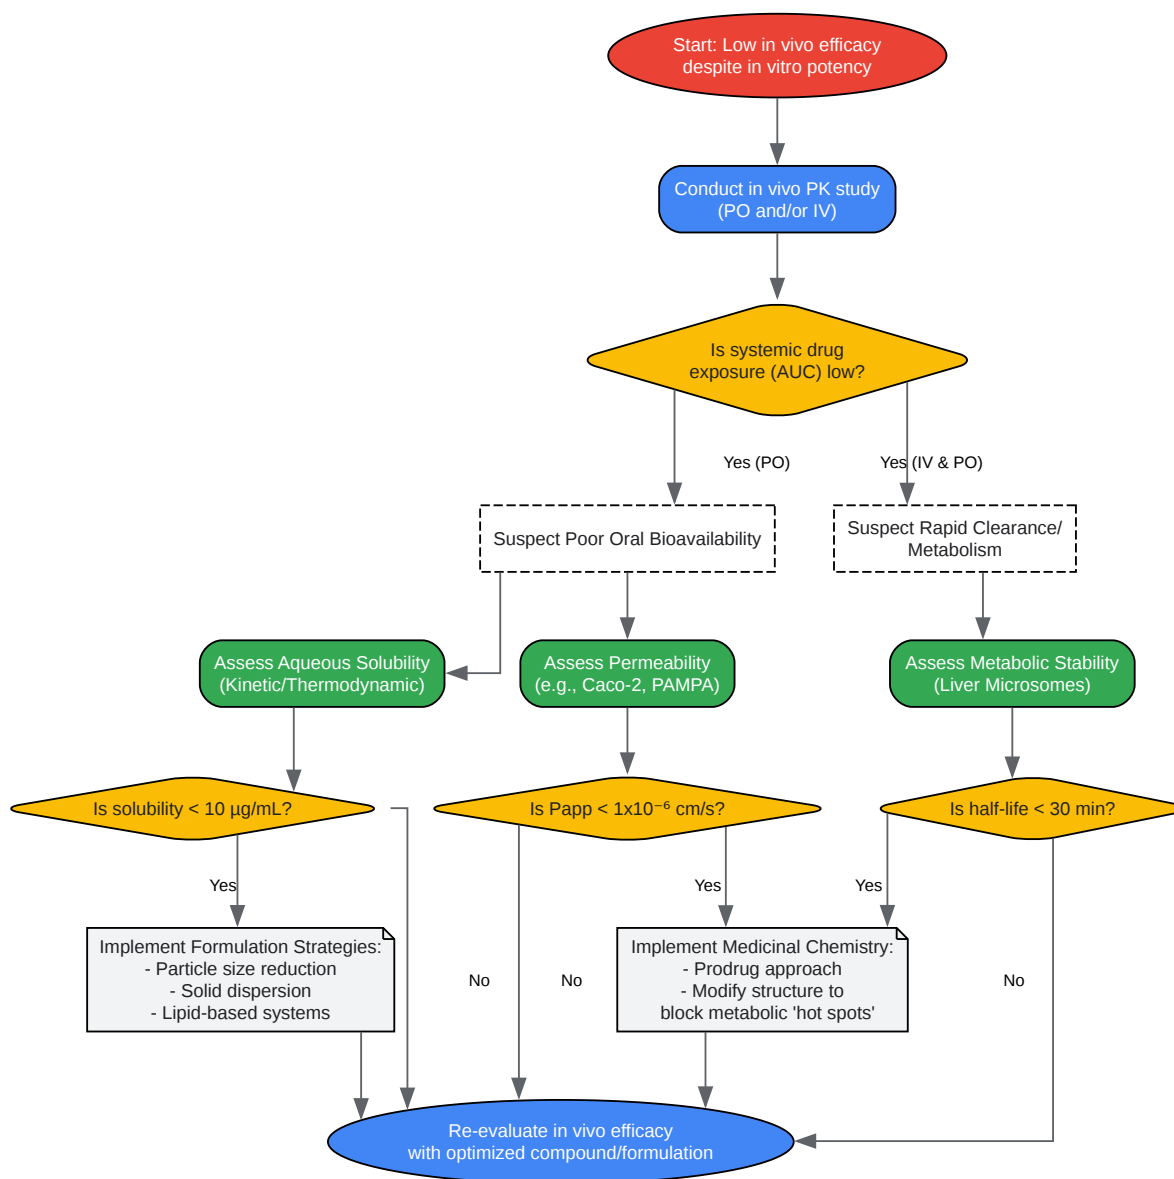 Start: Low in vivo efficacy
despite in vitro potency
Conduct in vivo PK study
(PO and/or IV)
Is systemic drug
exposure (AUC) low?
Yes (PO)
Yes (IV & PO)
Suspect Poor Oral Bioavailability
Suspect Rapid Clearance/
Metabolism
Assess Aqueous Solubility
(Kinetic/Thermodynamic)
Assess Permeability
(e.g., Caco-2, PAMPA)
Assess Metabolic Stability
(Liver Microsomes)
Is solubility < 10 µg/mL?
Is Papp < 1x10⁻⁶ cm/s?
Is half-life < 30 min?
Yes
Yes
Yes
Implement Formulation Strategies:
- Particle size reduction
- Solid dispersion
- Lipid-based systems
No
No
Implement Medicinal Chemistry:
- Prodrug approach
- Modify structure to
block metabolic 'hot spots'
No
Re-evaluate in vivo efficacy
with optimized compound/formulation